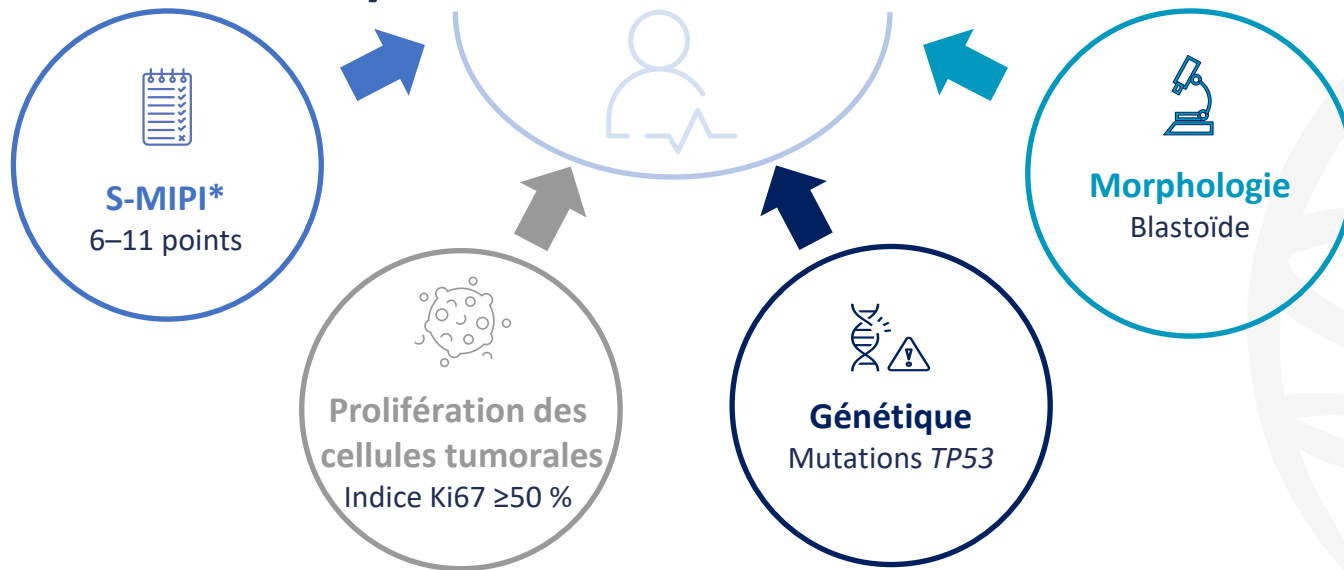 S-MIPI*
6–11 points
Prolifération des
cellules tumorales
Indice Ki67 ≥50 %
Génétique
Mutations TP53
Morphologie
Blastoïde